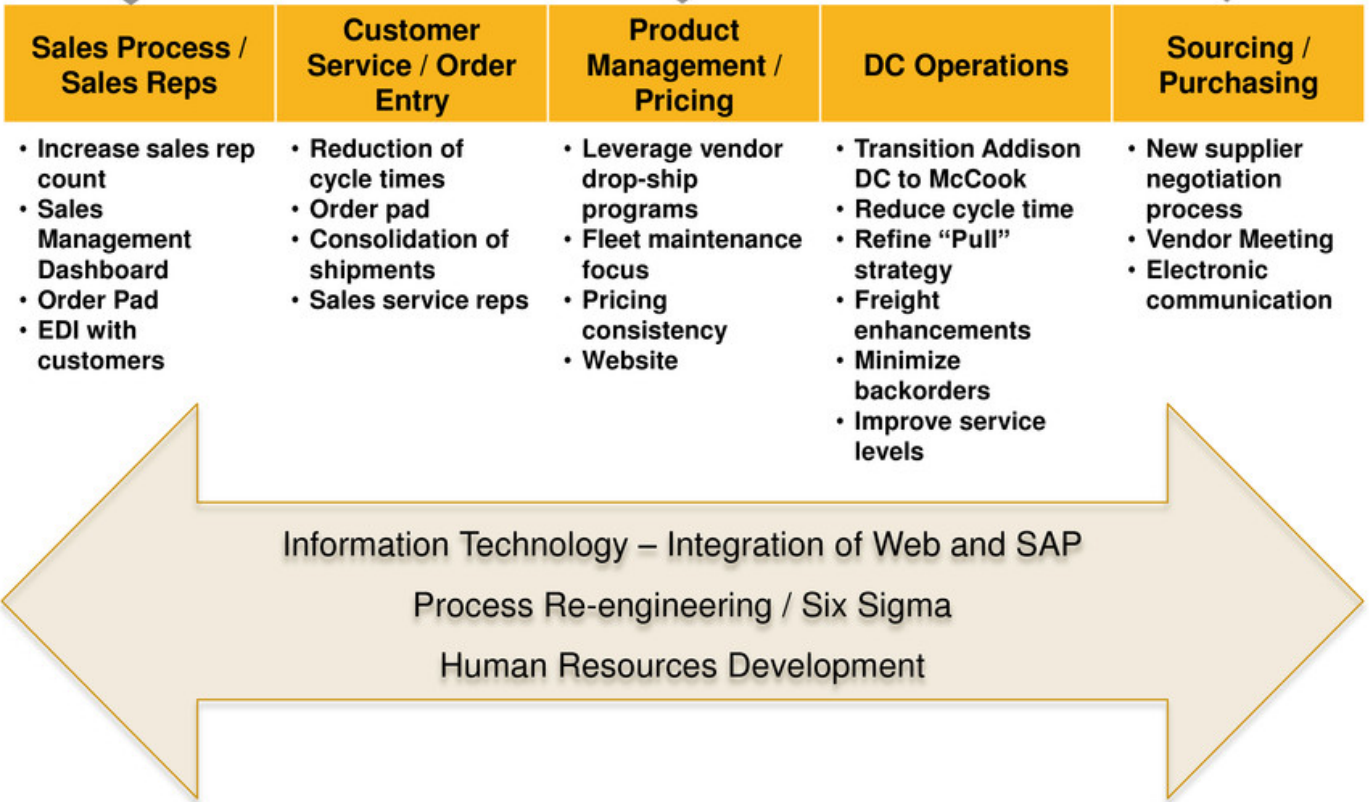 Sales Process /
Sales Reps
Customer
Service / Order
Entry
Product
Management /
Pricing
DC Operations
Sourcing /
Purchasing
• Increase sales rep
count
• Sales
Management
Dashboard
• Order Pad
• EDI with
customers
• Reduction of
cycle times
• Order pad
• Consolidation of
shipments
• Sales service reps
• Leverage vendor
drop-ship
programs
• Fleet maintenance
focus
• Pricing
consistency
• Website
• Transition Addison
DC to McCook
• Reduce cycle time
• Refine “Pull”
strategy
• Freight
enhancements
• Minimize
backorders
• Improve service
levels
• New supplier
negotiation
process
• Vendor Meeting
• Electronic
communication
Information Technology – Integration of Web and SAP
Process Re-engineering / Six Sigma
Human Resources Development